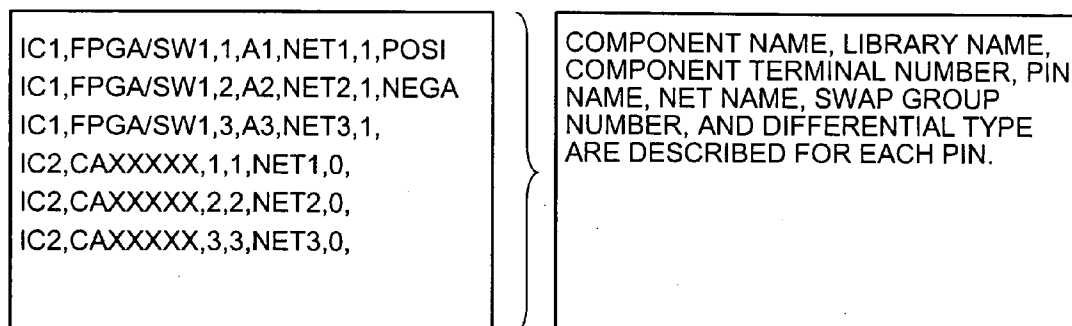 IC1,FPGA/SW1,1,A1,NET1,1,POSI
IC1,FPGA/SW1,2,A2,NET2,1,NEGA
IC1,FPGA/SW1,3,A3,NET3,1,
IC2,CAXXXXX,1,1,NET1,0,
IC2,CAXXXXX,2,2,NET2,0,
IC2,CAXXXXX,3,3,NET3,0,
COMPONENT NAME, LIBRARY NAME,
COMPONENT TERMINAL NUMBER, PIN
NAME, NET NAME, SWAP GROUP
NUMBER, AND DIFFERENTIAL TYPE
ARE DESCRIBED FOR EACH PIN.